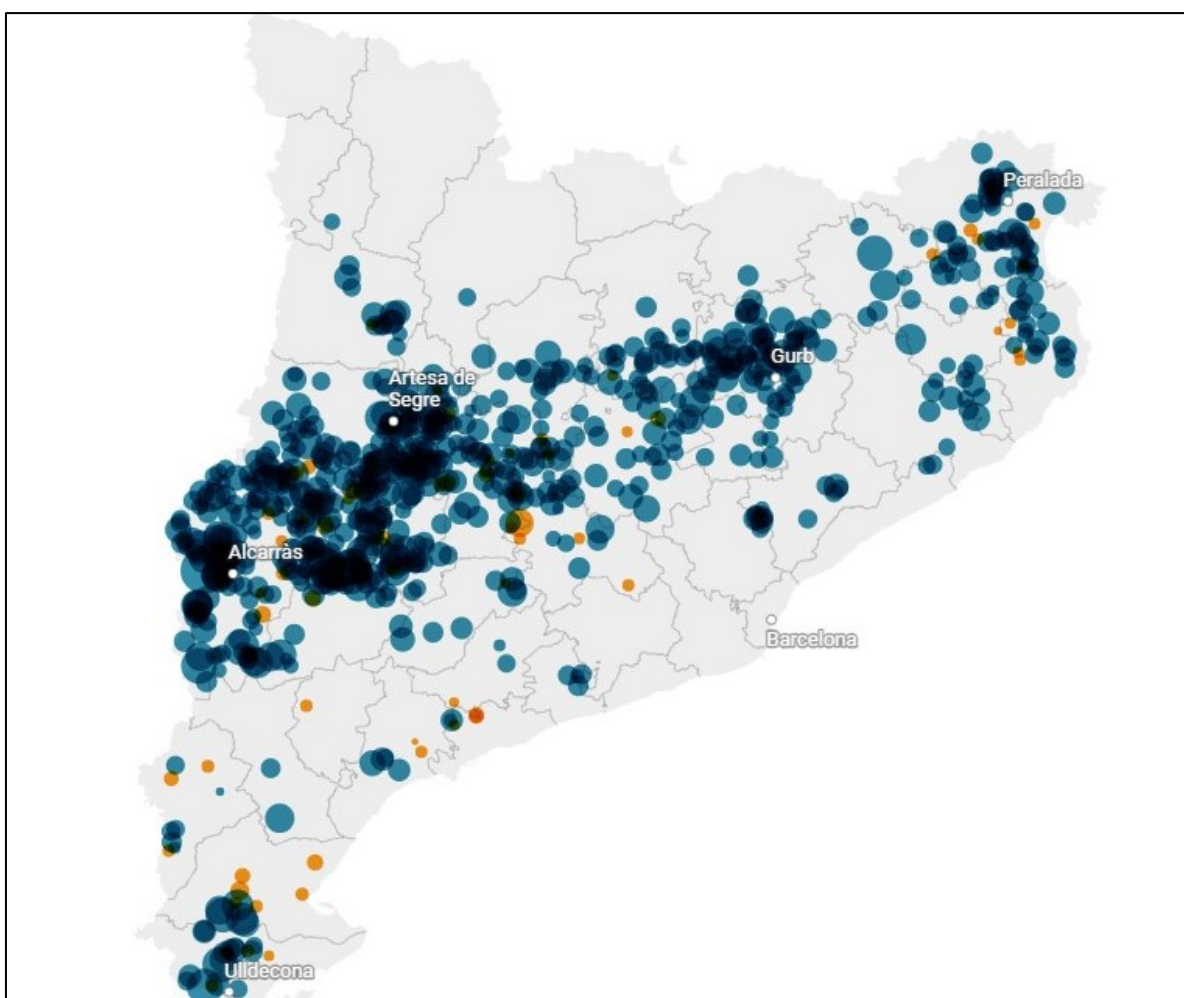 Peralada
Gurb
Artesa de
Segre
Alcarràs
Barcelona
Ulldecona